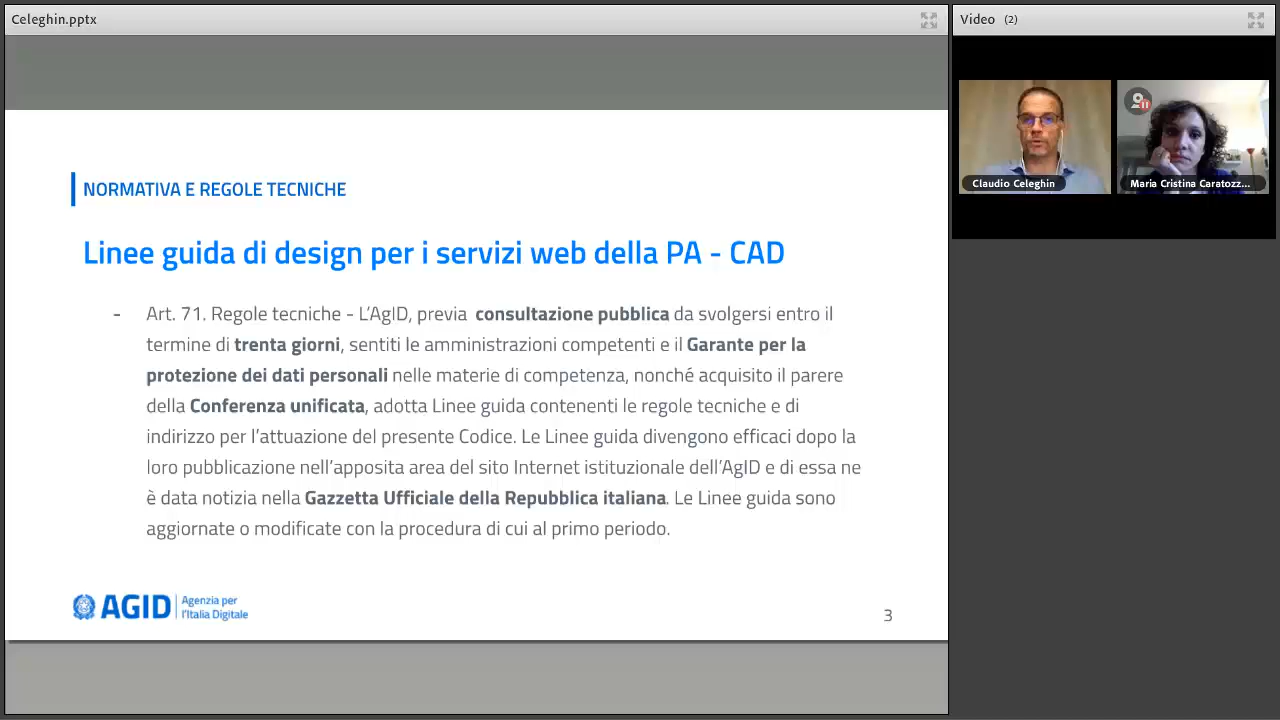 Celeghin.pptx
Video (2)
Claudio Celeghin
Maria Cristina Caratozz...
NORMATIVA E REGOLE TECNICHE
Linee guida di design per i servizi web della PA - CAD
- Art. 71. Regole tecniche - L’AgID, previa consultazione pubblica da svolgersi entro il
termine di trenta giorni, sentiti le amministrazioni competenti e il Garante per la
protezione dei dati personali nelle materie di competenza, nonché acquisito il parere
della Conferenza unificata, adotta Linee guida contenenti le regole tecniche e di
indirizzo per l’attuazione del presente Codice. Le Linee guida divengono efficaci dopo la
loro pubblicazione nell’apposita area del sito Internet istituzionale dell’AgID e di essa ne
è data notizia nella Gazzetta Ufficiale della Repubblica italiana. Le Linee guida sono
aggiornate o modificate con la procedura di cui al primo periodo.
AGID Agenzia per
l’Italia Digitale
3